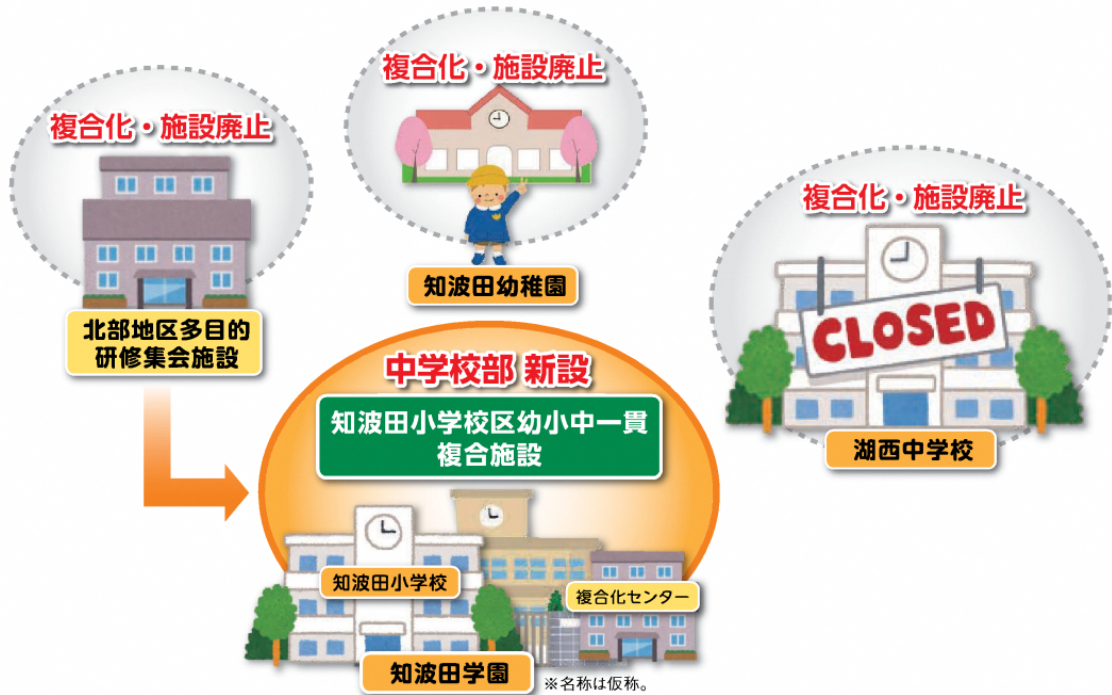 複合化・施設廃止
北部地区多目的
研修集会施設
複合化・施設廃止
知波田幼稚園
複合化・施設廃止
CLOSED
湖西中学校
中学校部 新設
知波田小学校区幼小中一貫
複合施設
知波田小学校
複合化センター
知波田学園
※名称は仮称。